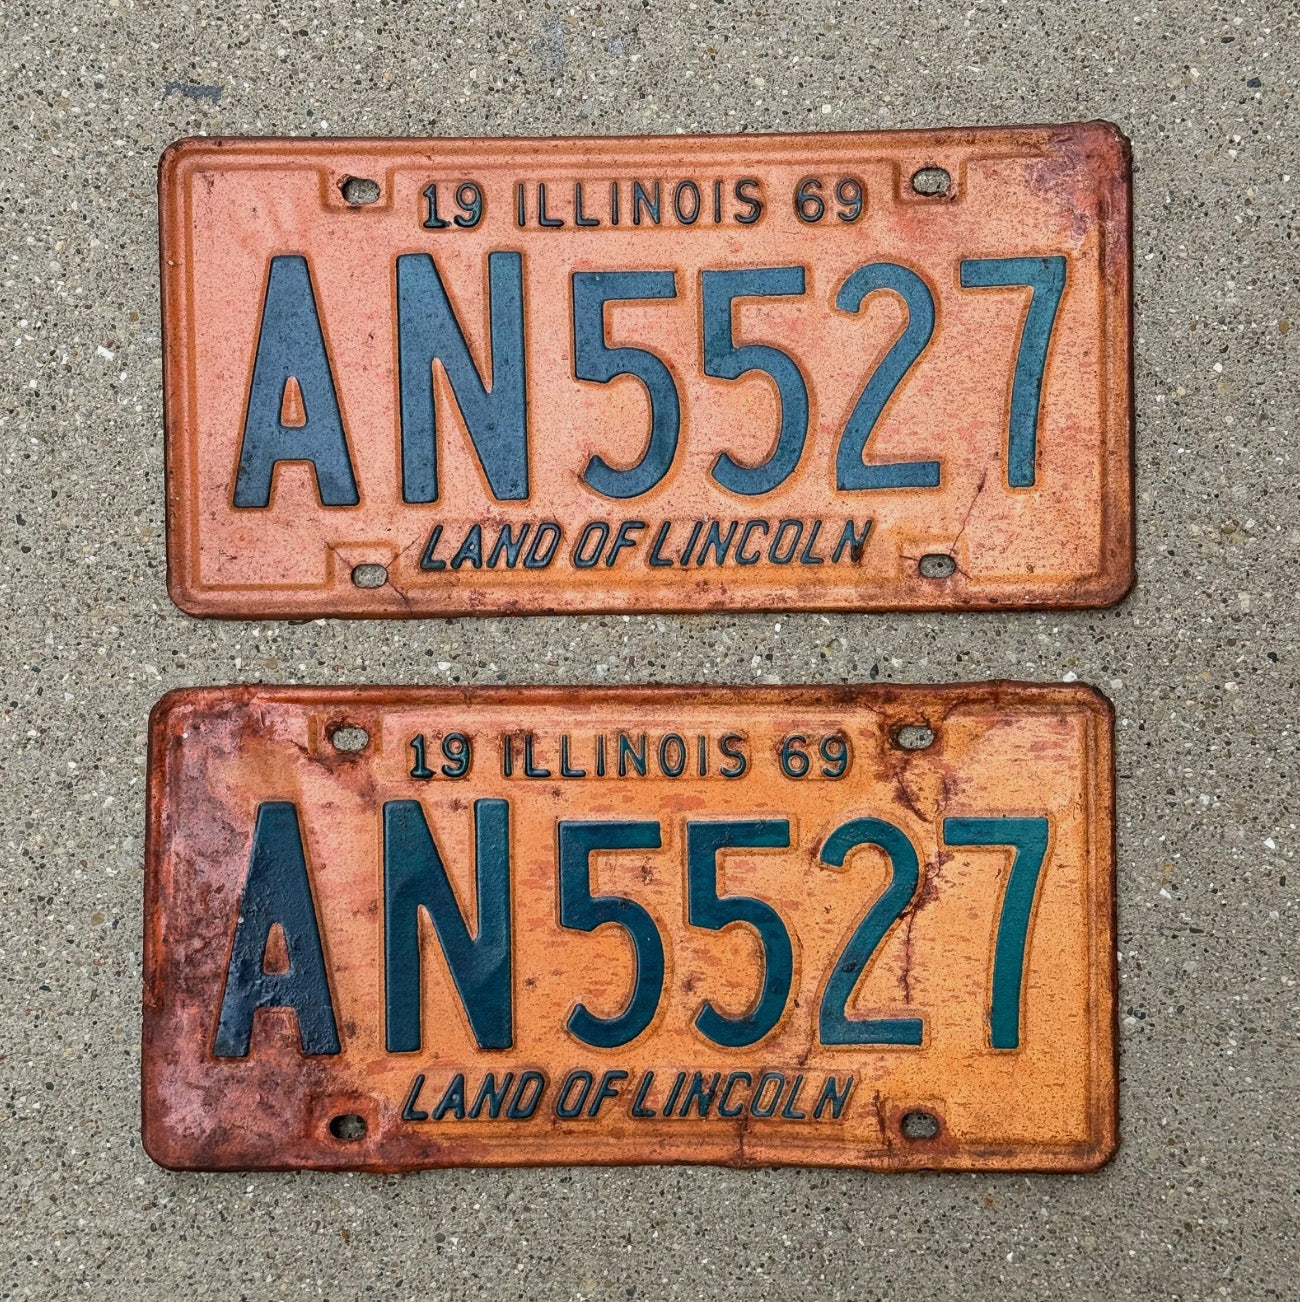 19 ILLINOIS 69
AN5527
LAND OF LINCOLN
19 ILLINOIS 69
AN5527
LAND OF LINCOLN